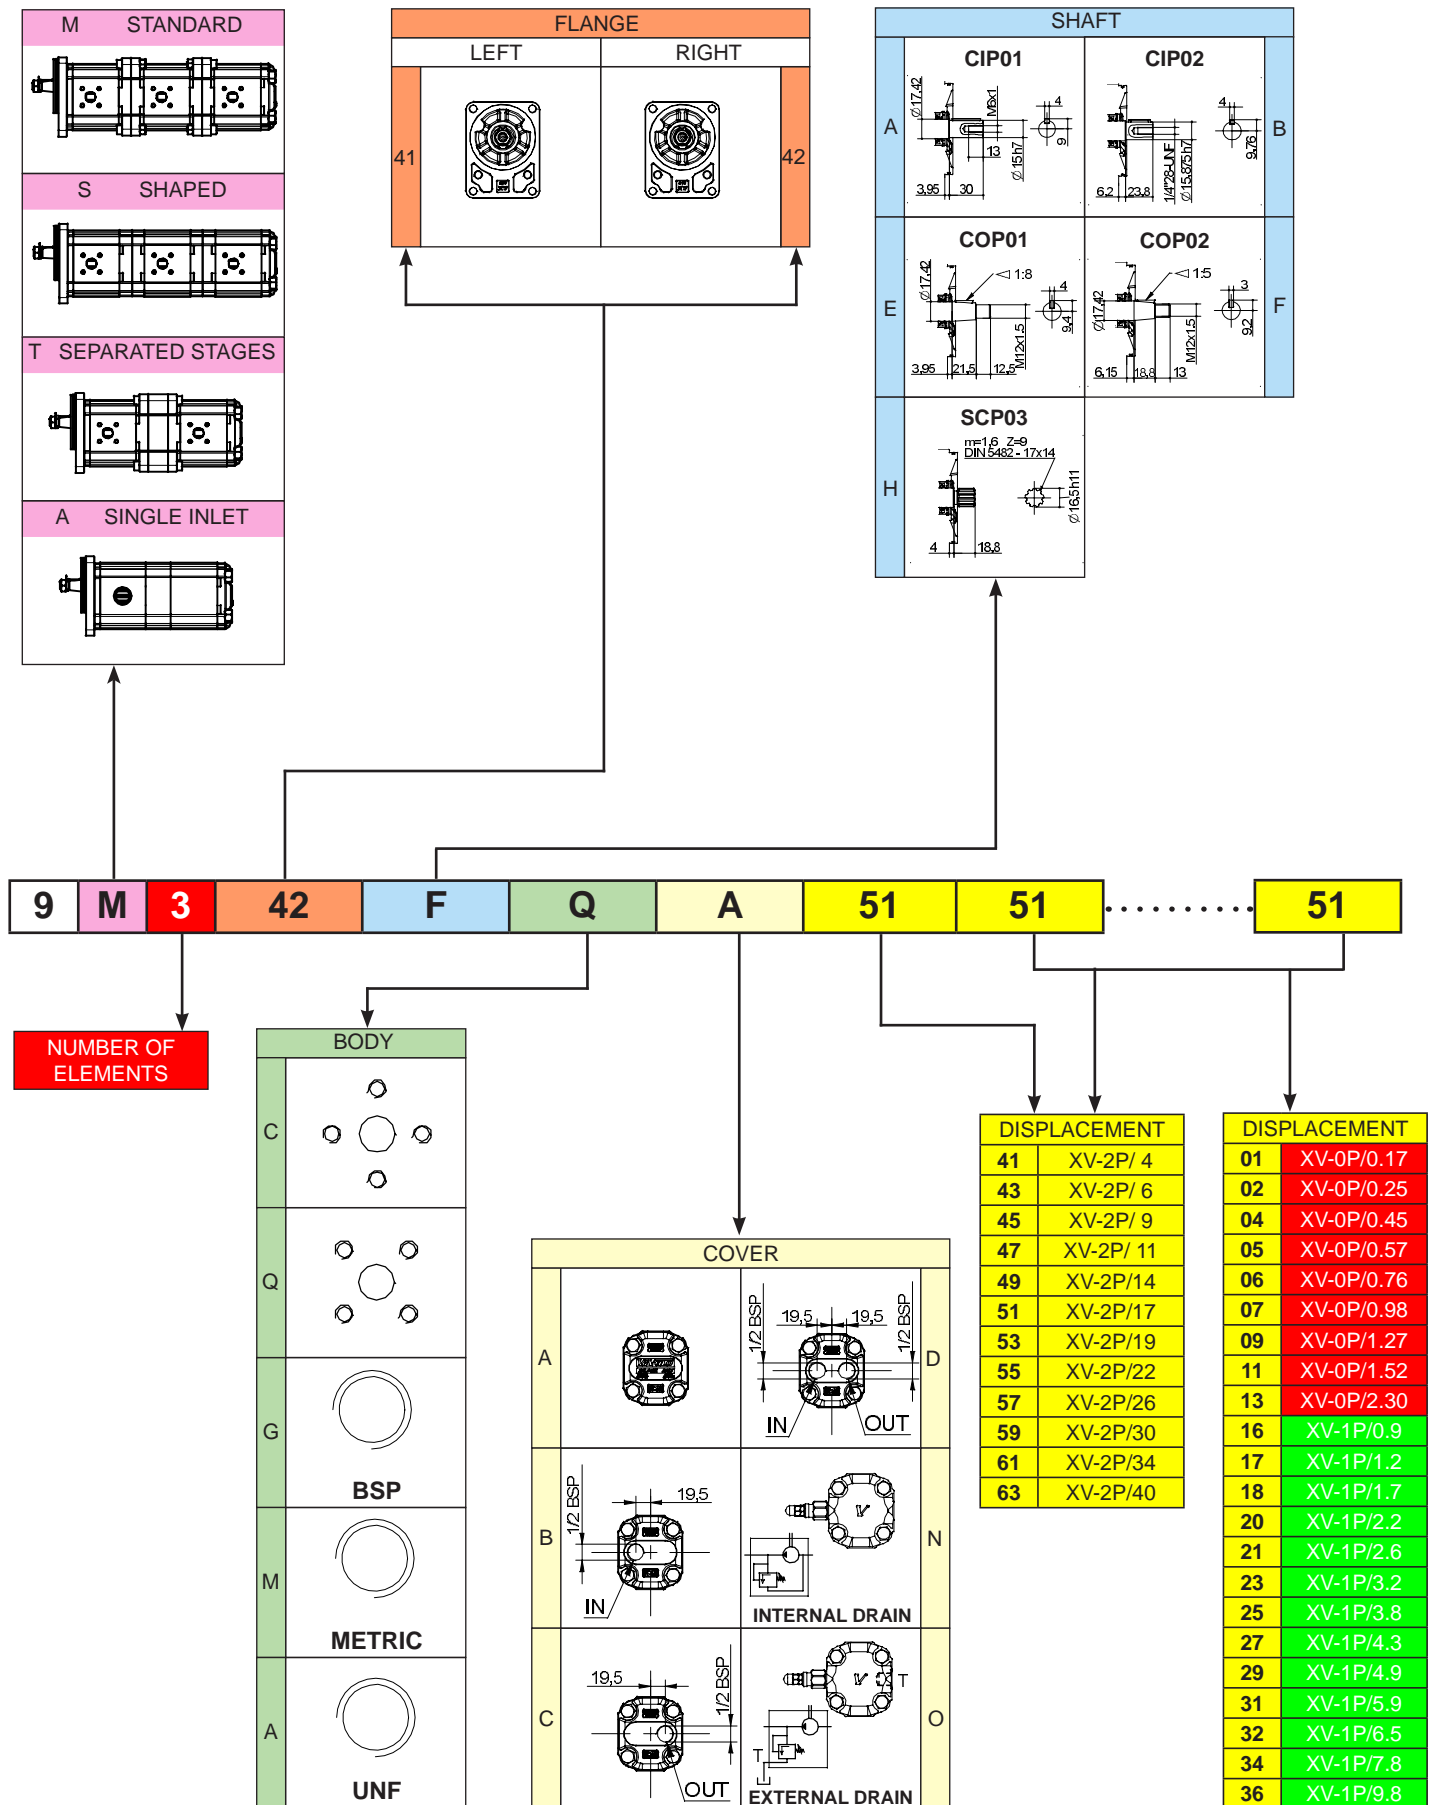 M STANDARD
S SHAPED
T SEPARATED STAGES
A SINGLE INLET
FLANGE
LEFT RIGHT
41 42
SHAFT
A
CIP01
Ø17.42
M6x1
4
9
13
Ø15h7
3,95 30
CIP02
B
4
9,76
1/4"28-UNF
Ø15.875h7
6,2 23,8
E
COP01
Ø17.42
1:8
4
9,4
M12x1.5
3,95 21,5 12,5
COP02
F
Ø17.42
1:5
3
9,2
M12x1.5
6,15 18,8 13
H
SCP03
m=1,6 Z=9
DIN 5482 - 17x14
Ø16,5h11
4 18,8
9 M 3 42 F Q A 51 51 .......... 51
NUMBER OF
ELEMENTS
BODY
C
Q
G
BSP
M
METRIC
A
UNF
COVER
A
D
1/2 BSP
19,5 19,5
1/2 BSP
IN OUT
B
1/2 BSP
19,5
IN
N
INTERNAL DRAIN
C
19,5
1/2 BSP
OUT
O
T
T
EXTERNAL DRAIN
DISPLACEMENT
41 XV-2P/ 4
43 XV-2P/ 6
45 XV-2P/ 9
47 XV-2P/ 11
49 XV-2P/14
51 XV-2P/17
53 XV-2P/19
55 XV-2P/22
57 XV-2P/26
59 XV-2P/30
61 XV-2P/34
63 XV-2P/40
DISPLACEMENT
01 XV-0P/0.17
02 XV-0P/0.25
04 XV-0P/0.45
05 XV-0P/0.57
06 XV-0P/0.76
07 XV-0P/0.98
09 XV-0P/1.27
11 XV-0P/1.52
13 XV-0P/2.30
16 XV-1P/0.9
17 XV-1P/1.2
18 XV-1P/1.7
20 XV-1P/2.2
21 XV-1P/2.6
23 XV-1P/3.2
25 XV-1P/3.8
27 XV-1P/4.3
29 XV-1P/4.9
31 XV-1P/5.9
32 XV-1P/6.5
34 XV-1P/7.8
36 XV-1P/9.8